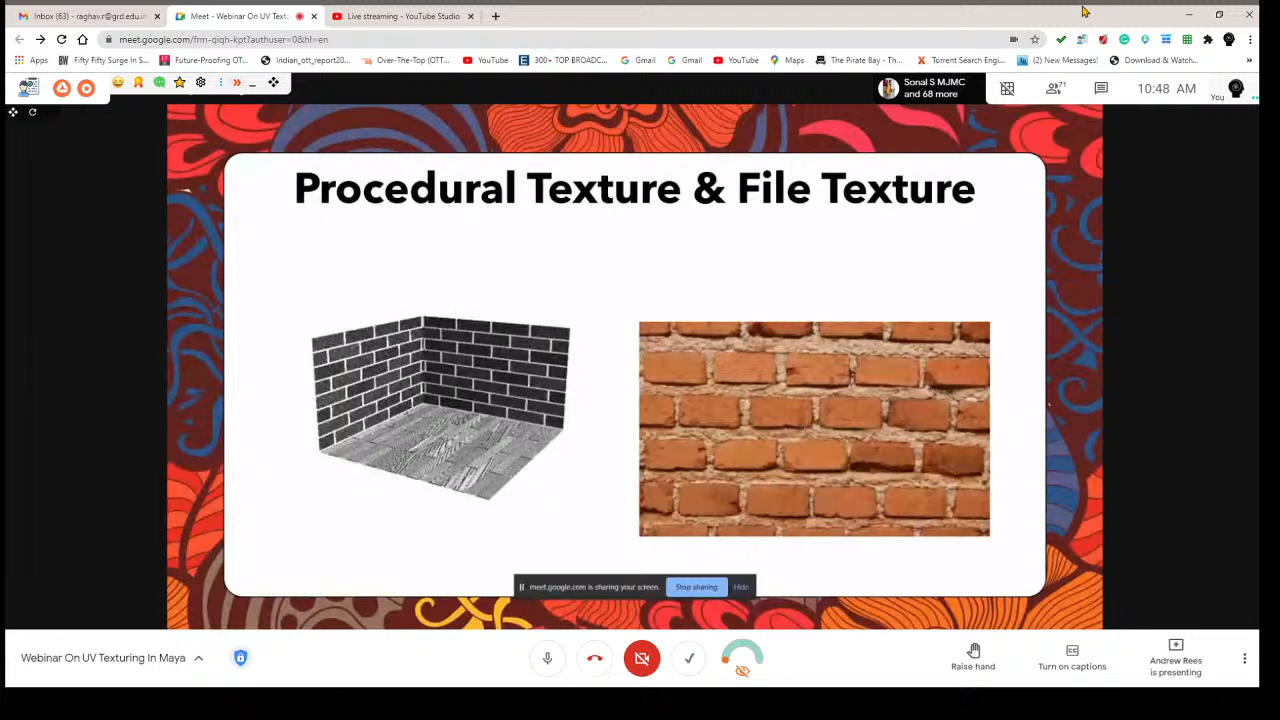 Inbox (63) - raghav.r@grd.edu.in
Meet - Webinar On UV Textu
Live streaming - YouTube Studio
meet.google.com/frm-qiqh-kpt?authuser=0&hl=en
Apps
Fifty Fifty Surge In S...
Future-Proofing OT...
Indian_ott_report20...
Over-The-Top (OTT...
YouTube
300+ TOP BROADC...
Gmail
Gmail
YouTube
Maps
The Pirate Bay - Th...
Torrent Search Engi...
(2) New Messages!
Download & Watch...
Sonal S MJMC
and 68 more
71
10:48 AM
You
Procedural Texture & File Texture
meet.google.com is sharing your screen.
Stop sharing
Hide
Webinar On UV Texturing In Maya
Raise hand
Turn on captions
Andrew Rees
is presenting